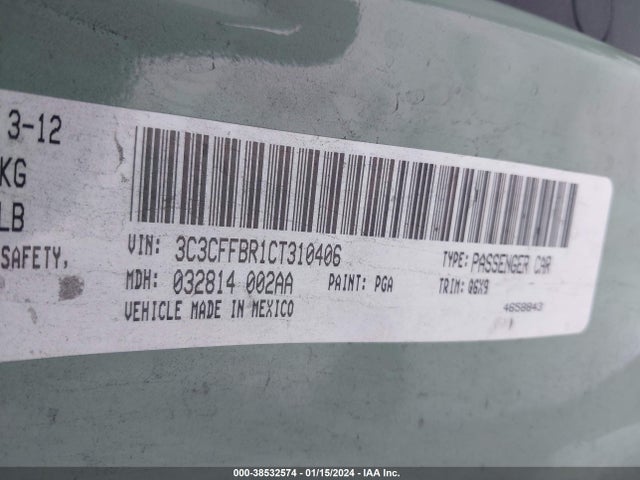 3-12
KG
LB
SAFETY,
VIN: 3C3CFFBR1CT310406
TYPE: PASSENGER CAR
MDH: 032814 002AA
PAINT: PGA
TRIM: Q6X9
VEHICLE MADE IN MEXICO
4658843
000-38532574 - 01/15/2024 - IAA Inc.